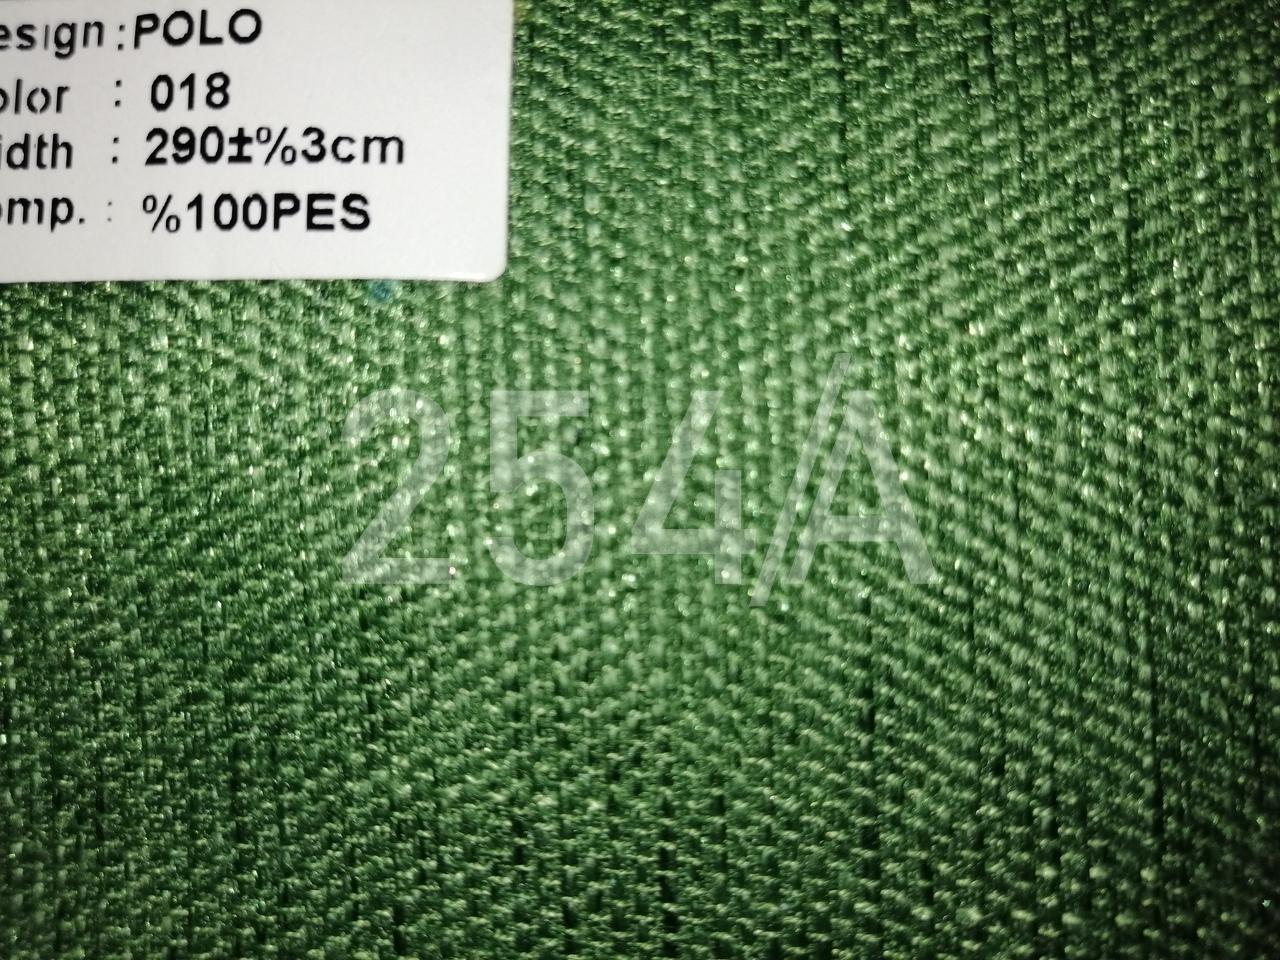 esign :POLO
olor : 018
idth : 290±%3cm
omp. : %100PES
254/A